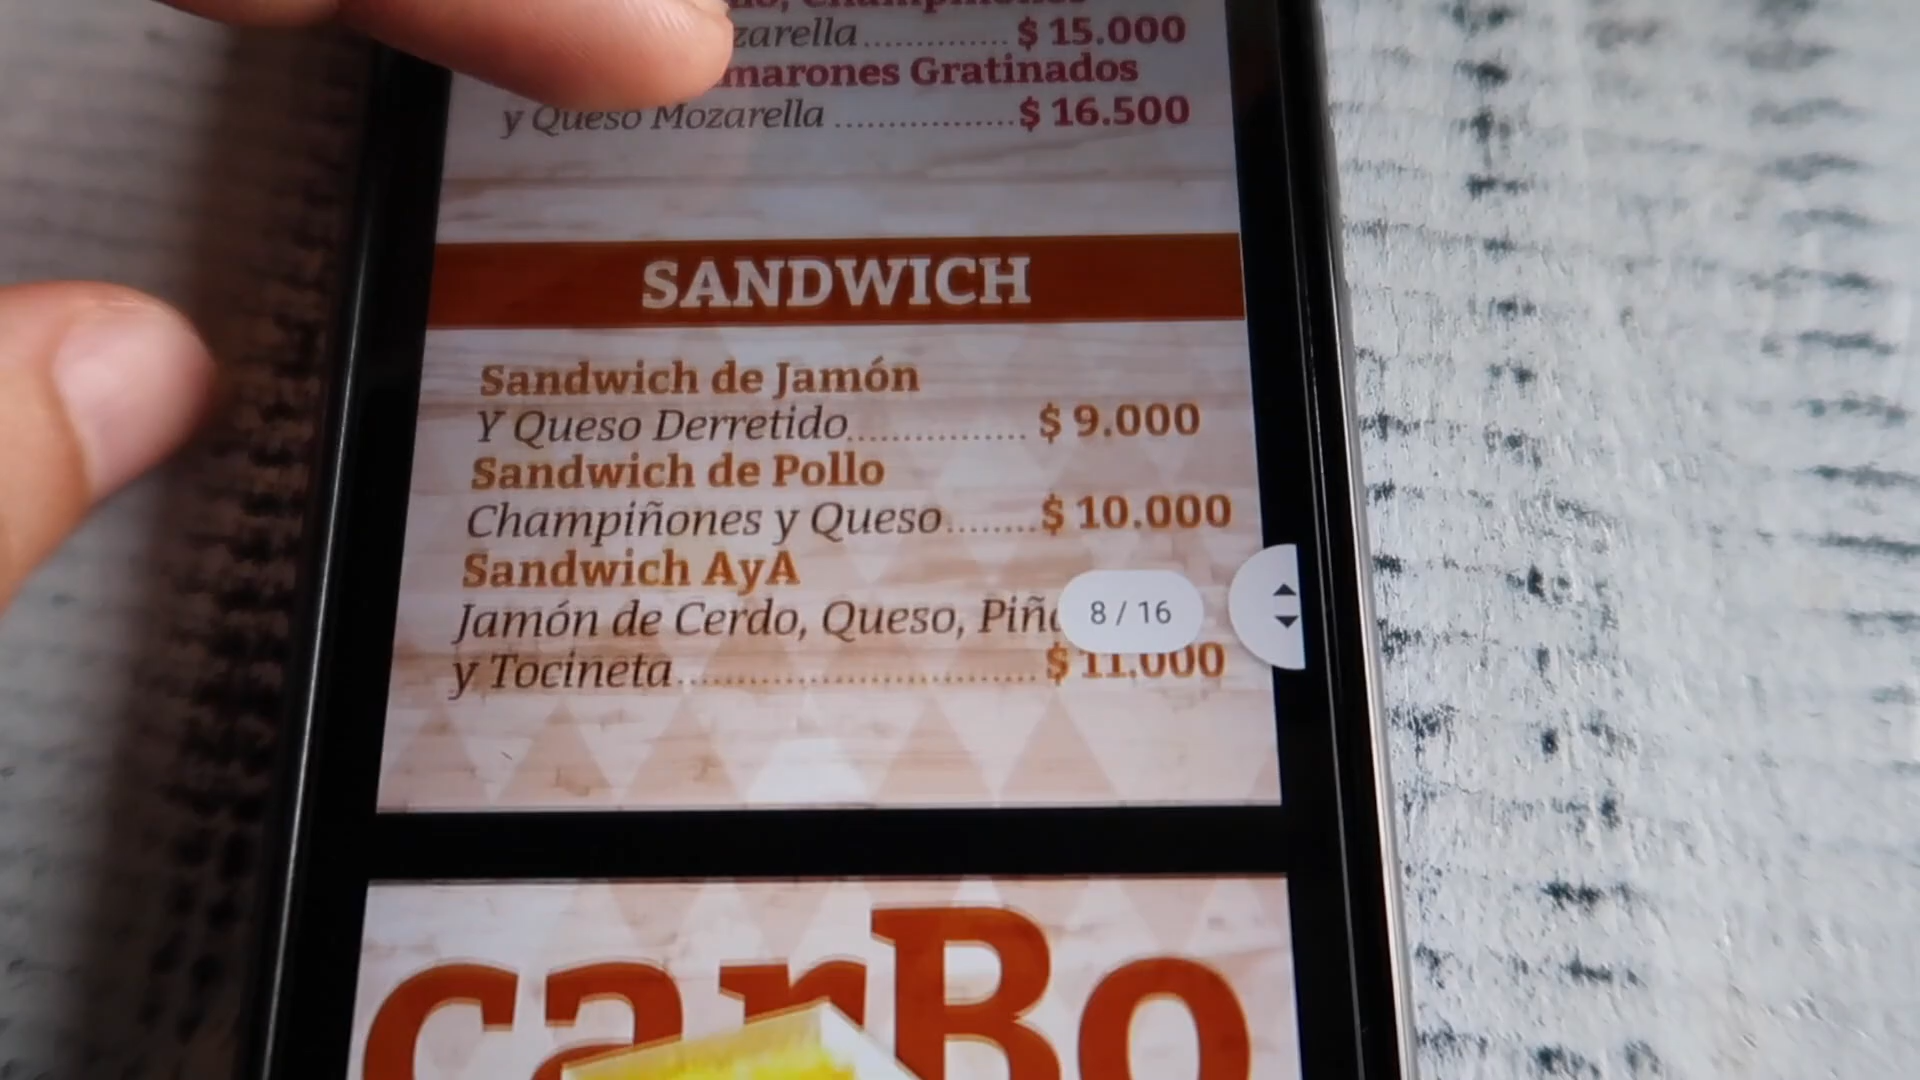 zarella.............. $ 15.000
marones Gratinados
y Queso Mozarella ................. $ 16.500
SANDWICH
Sandwich de Jamón
Y Queso Derretido................. $ 9.000
Sandwich de Pollo
Champiñones y Queso........ $ 10.000
Sandwich AyA
Jamón de Cerdo, Queso, Piñ
8 / 16
y Tocineta.................................. $ 11.000
carBo